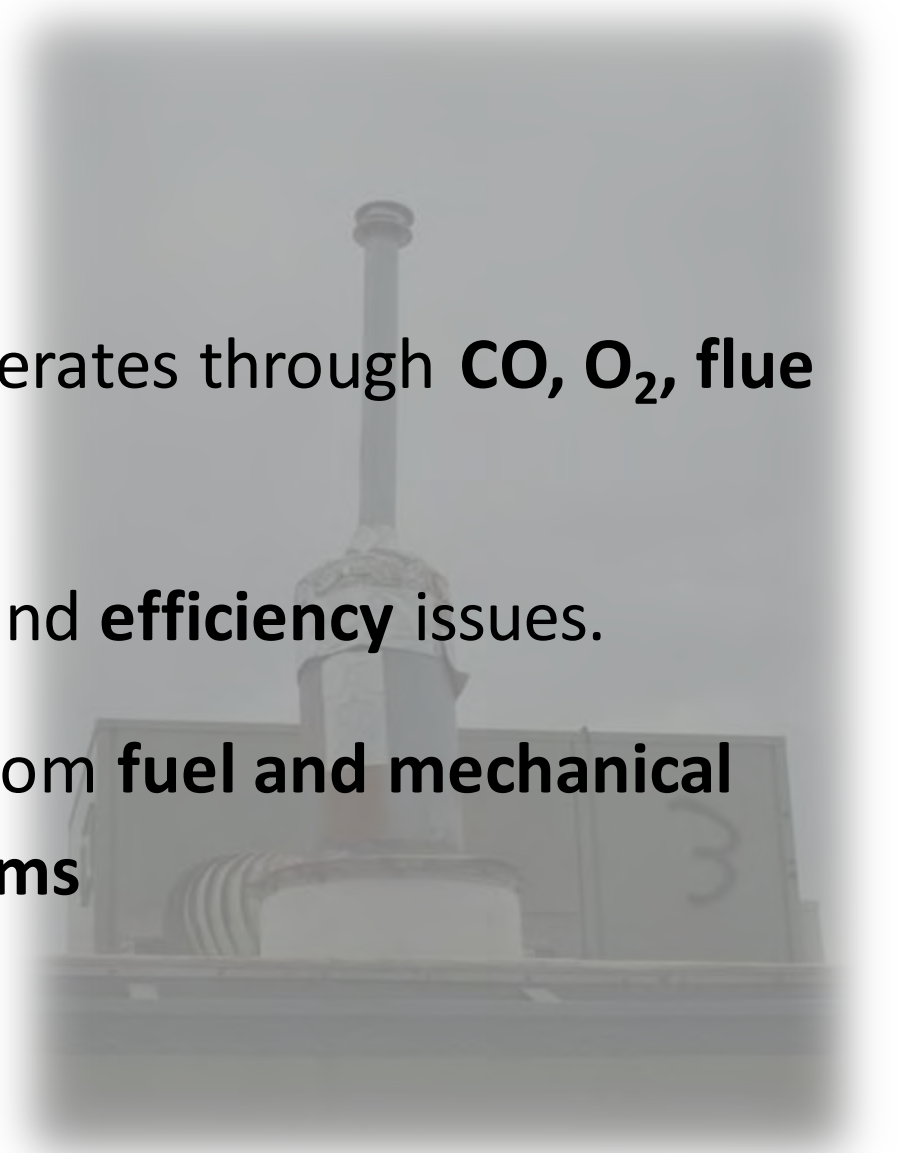 erates through CO, O₂, flue
nd efficiency issues.
om fuel and mechanical
ms
3